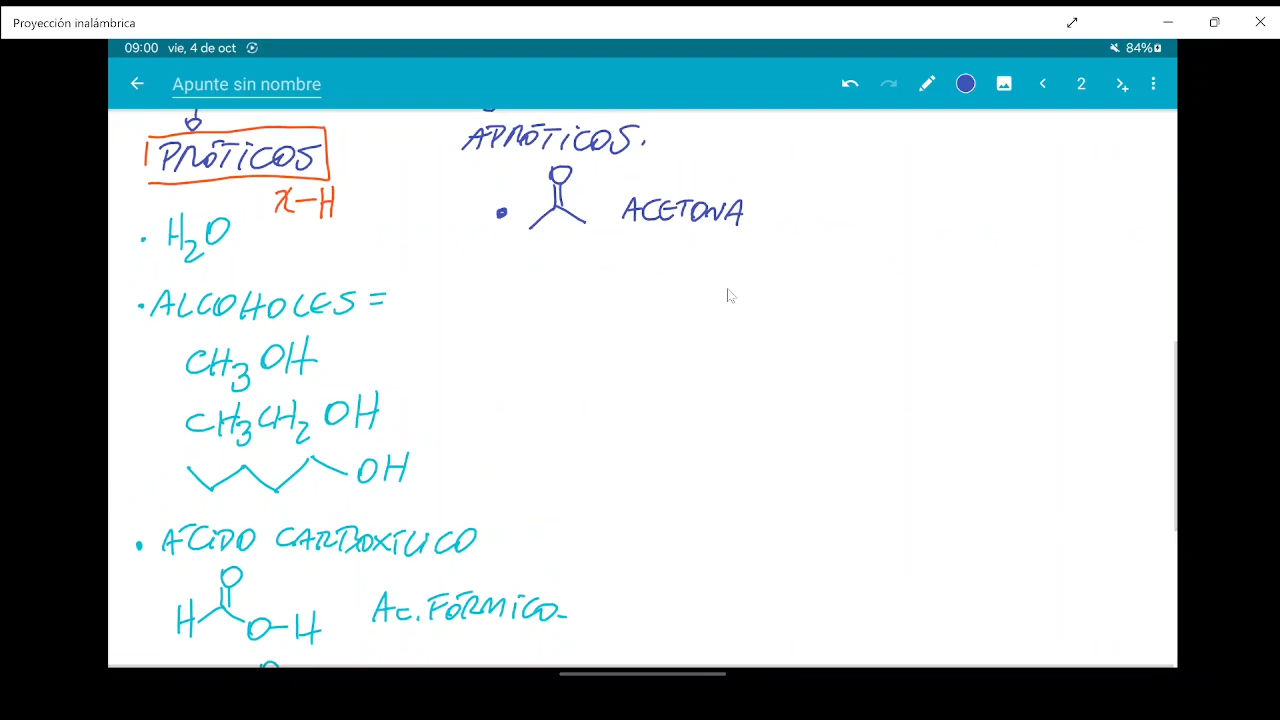 Proyección inalámbrica
09:00 vie, 4 de oct
84%
Apunte sin nombre
2
PRÓTICOS
x-H
• H2O
• ALCOHOLES =
CH3OH
CH3CH2OH
OH
• ÁCIDO CARBOXÍLICO
O
H
O-H
Ac. FÓRMICO-
APRÓTICOS.
O
• ACETONA